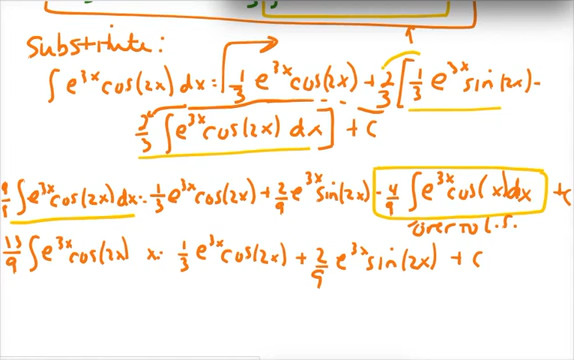 Substitute:
∫ e^3x cos(2x) dx = 1/3 e^3x cos(2x) + 2/3 [ 1/3 e^3x sin(2x) -
2/3 ∫ e^3x cos(2x) dx ] + C
9/9 ∫ e^3x cos(2x) dx = 1/3 e^3x cos(2x) + 2/9 e^3x sin(2x) - 4/9 ∫ e^3x cos( x) dx + C
over to L.S.
13/9 ∫ e^3x cos(2x) x = 1/3 e^3x cos(2x) + 2/9 e^3x sin(2x) + C